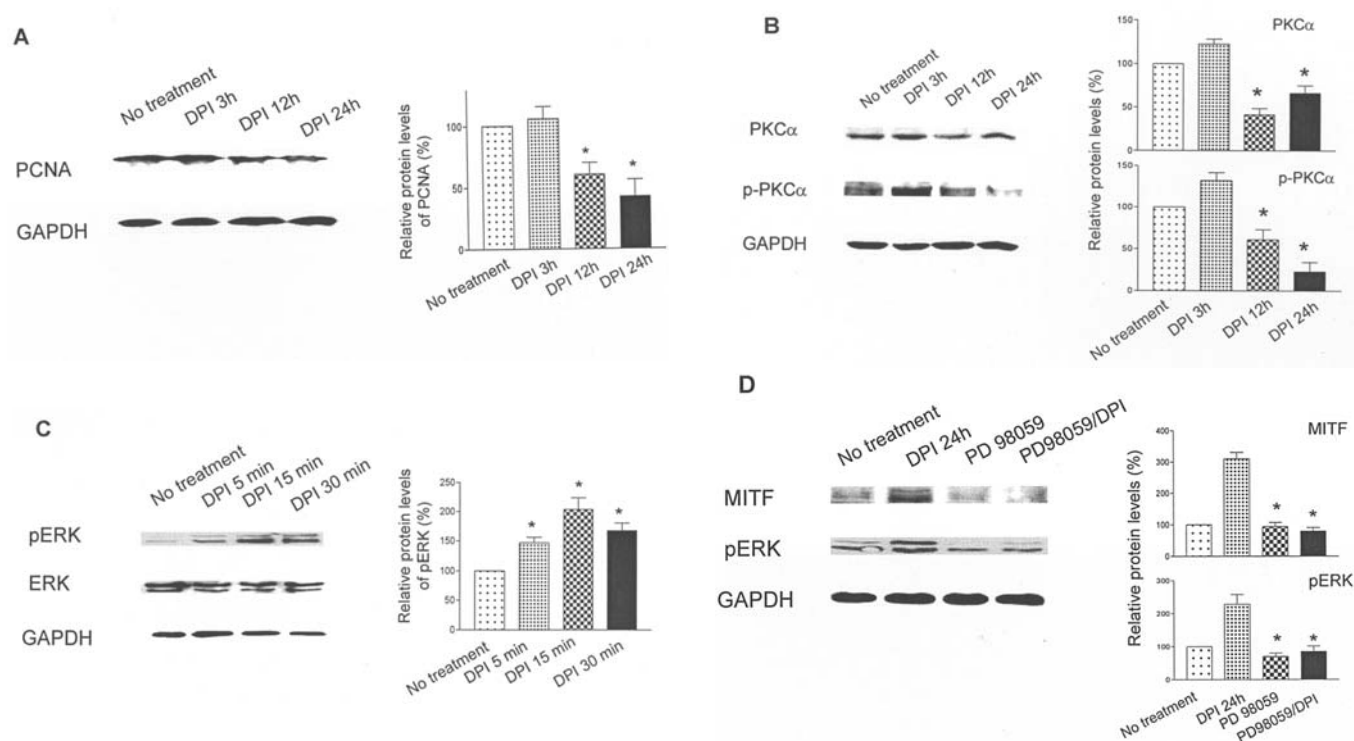 A
No treatment
DPI 3h
DPI 12h
DPI 24h
PCNA
GAPDH
Relative protein levels
of PCNA (%)
100
50
0
*
*
No treatment
DPI 3h
DPI 12h
DPI 24h
B
No treatment
DPI 3h
DPI 12h
DPI 24h
PKCα
p-PKCα
GAPDH
Relative protein levels (%)
PKCα
150
100
50
0
*
*
p-PKCα
150
100
50
0
*
*
No treatment
DPI 3h
DPI 12h
DPI 24h
C
No treatment
DPI 5 min
DPI 15 min
DPI 30 min
pERK
ERK
GAPDH
Relative protein levels
of pERK (%)
250
200
150
100
50
0
*
*
*
No treatment
DPI 5 min
DPI 15 min
DPI 30 min
D
No treatment
DPI 24h
PD 98059
PD98059/DPI
MITF
pERK
GAPDH
Relative protein levels (%)
MITF
400
300
200
100
0
*
*
pERK
300
200
100
0
*
*
No treatment
DPI 24h
PD 98059
PD98059/DPI